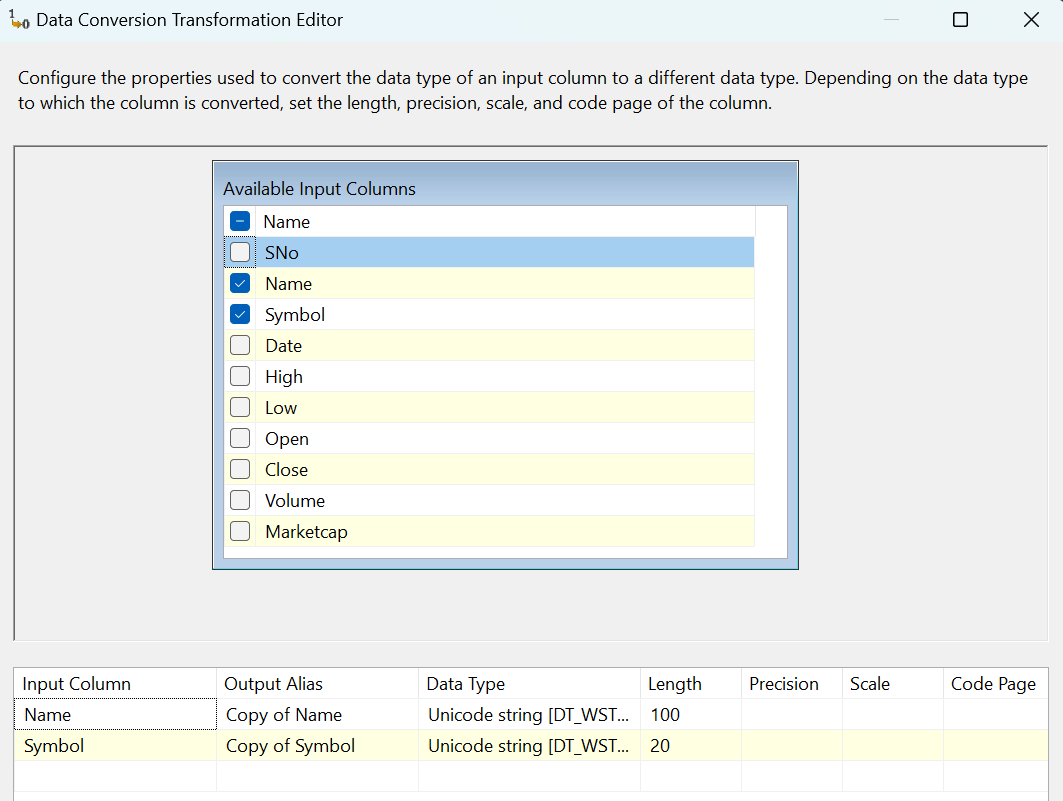 Data Conversion Transformation Editor
Configure the properties used to convert the data type of an input column to a different data type. Depending on the data type
to which the column is converted, set the length, precision, scale, and code page of the column.
Available Input Columns
Name
SNo
Name
Symbol
Date
High
Low
Open
Close
Volume
Marketcap
Input Column Output Alias Data Type Length Precision Scale Code Page
Name Copy of Name Unicode string [DT_WST... 100
Symbol Copy of Symbol Unicode string [DT_WST... 20